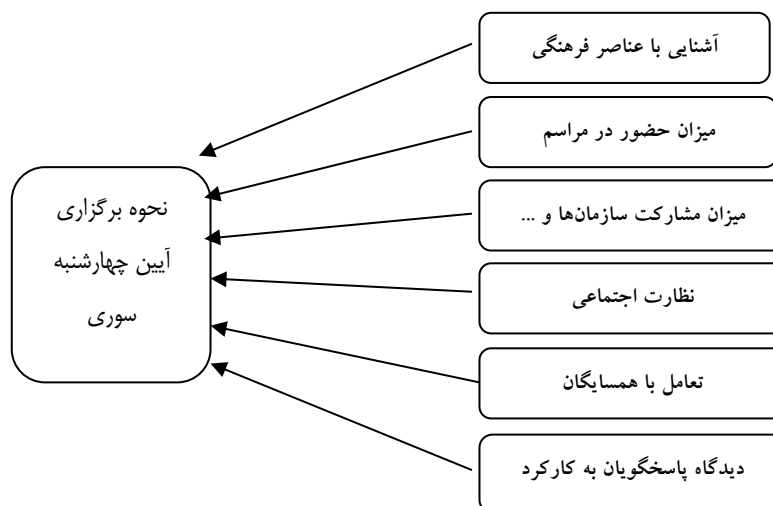 آشنایی با عناصر فرهنگی
میزان حضور در مراسم
میزان مشارکت سازمان‌ها و ...
نظارت اجتماعی
تعامل با همسایگان
دیدگاه پاسخگویان به کارکرد
نحوه برگزاری
آیین چهارشنبه
سوری